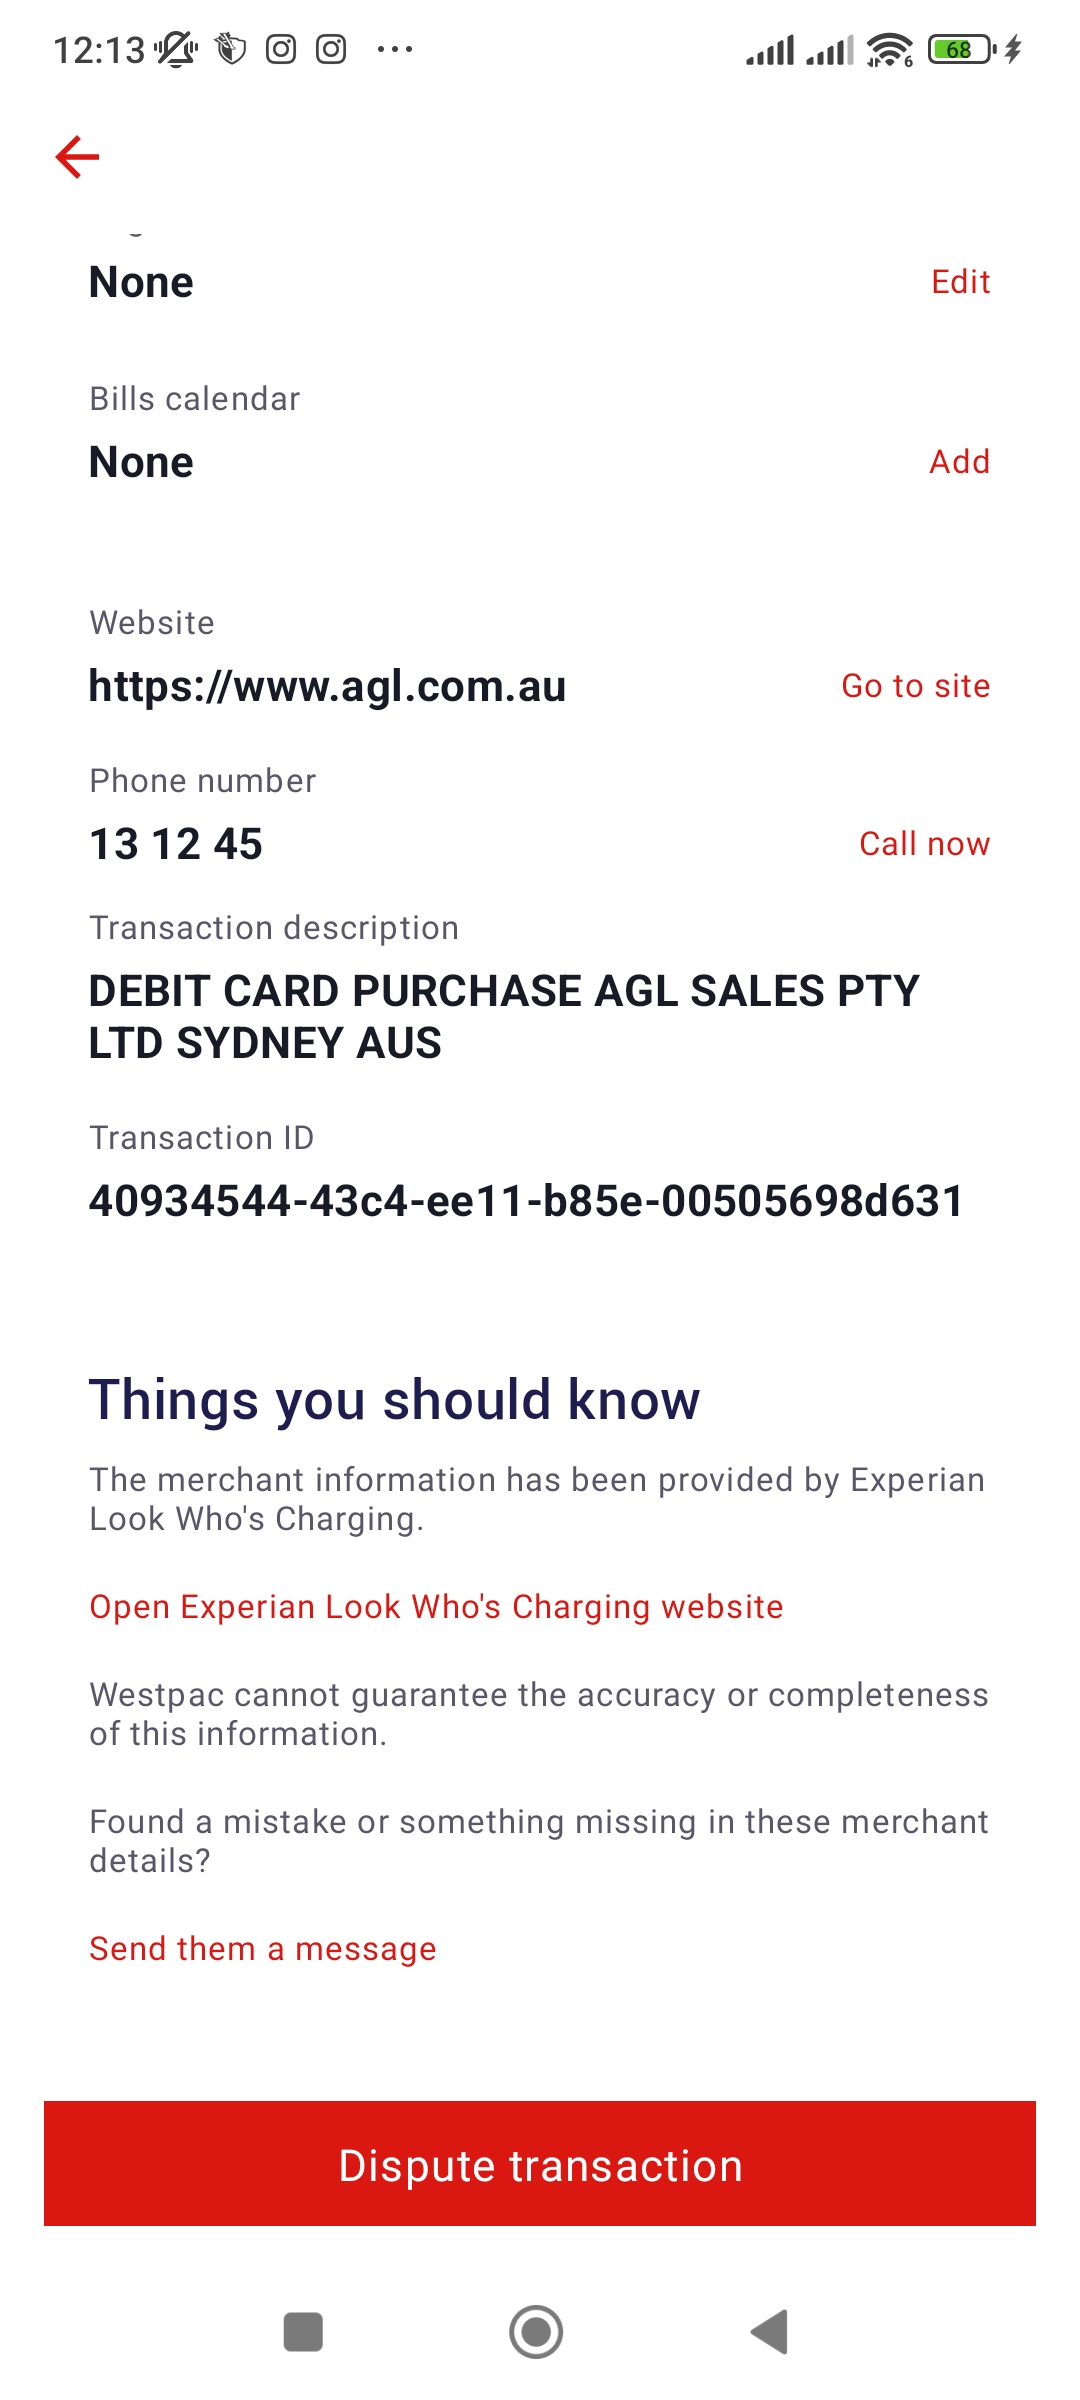 12:13
6
68
None
Edit
Bills calendar
None
Add
Website
https://www.agl.com.au
Go to site
Phone number
13 12 45
Call now
Transaction description
DEBIT CARD PURCHASE AGL SALES PTY
LTD SYDNEY AUS
Transaction ID
40934544-43c4-ee11-b85e-00505698d631
Things you should know
The merchant information has been provided by Experian
Look Who's Charging.
Open Experian Look Who's Charging website
Westpac cannot guarantee the accuracy or completeness
of this information.
Found a mistake or something missing in these merchant
details?
Send them a message
Dispute transaction